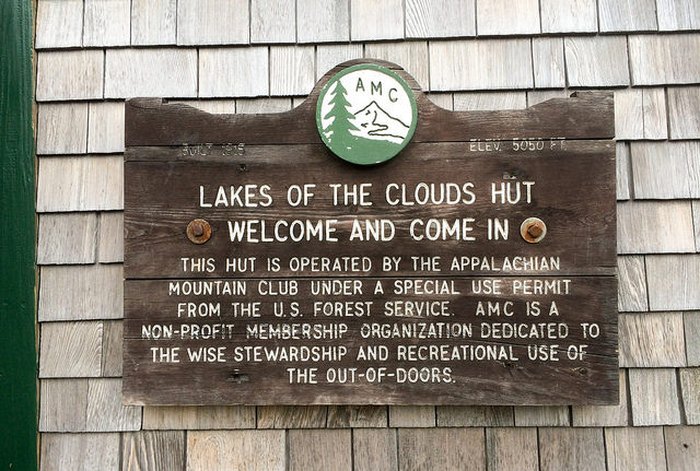 AMC
BUILT 1915 ELEV. 5050 FT.
LAKES OF THE CLOUDS HUT
WELCOME AND COME IN
THIS HUT IS OPERATED BY THE APPALACHIAN
MOUNTAIN CLUB UNDER A SPECIAL USE PERMIT
FROM THE U.S. FOREST SERVICE. AMC IS A
NON-PROFIT MEMBERSHIP ORGANIZATION DEDICATED TO
THE WISE STEWARDSHIP AND RECREATIONAL USE OF
THE OUT-OF-DOORS.